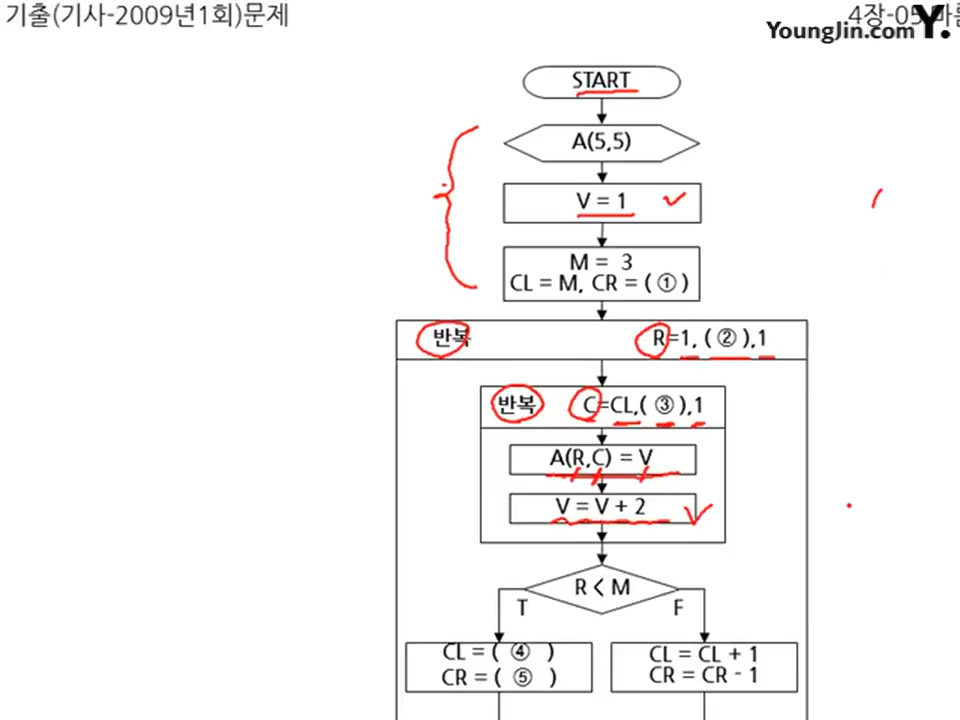 기출(기사-2009년1회)문제
4장-05
YoungJin.com Y.
START
A(5,5)
V = 1
M = 3
CL = M, CR = ( ① )
반복 R=1, ( ② ),1
반복 C=CL,( ③ ),1
A(R,C) = V
V = V + 2
R < M
T F
CL = ( ④ )
CR = ( ⑤ )
CL = CL + 1
CR = CR - 1